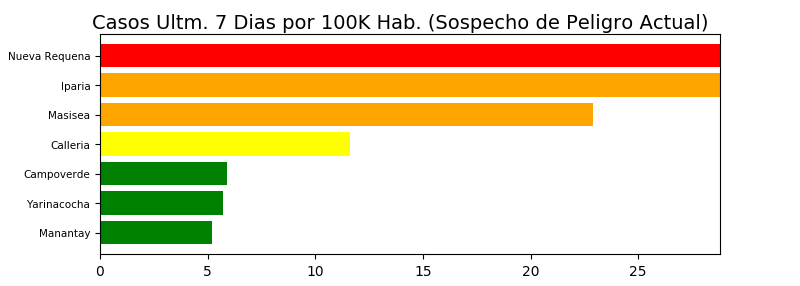 Casos Ultm. 7 Dias por 100K Hab. (Sospecho de Peligro Actual)
Nueva Requena
Iparia
Masisea
Calleria
Campoverde
Yarinacocha
Manantay
0 5 10 15 20 25